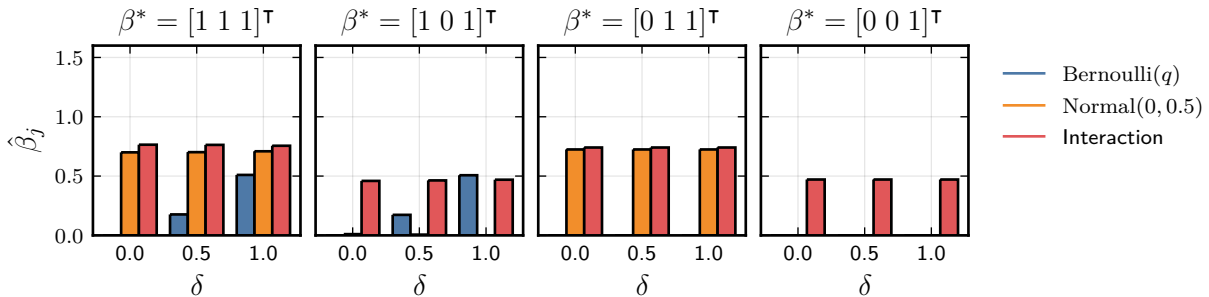 β* = [1 1 1]ᵀ
β* = [1 0 1]ᵀ
β* = [0 1 1]ᵀ
β* = [0 0 1]ᵀ
β̂ⱼ
1.5
1.0
0.5
0.0
0.0 0.5 1.0
0.0 0.5 1.0
0.0 0.5 1.0
0.0 0.5 1.0
δ
δ
δ
δ
Bernoulli(q)
Normal(0, 0.5)
Interaction